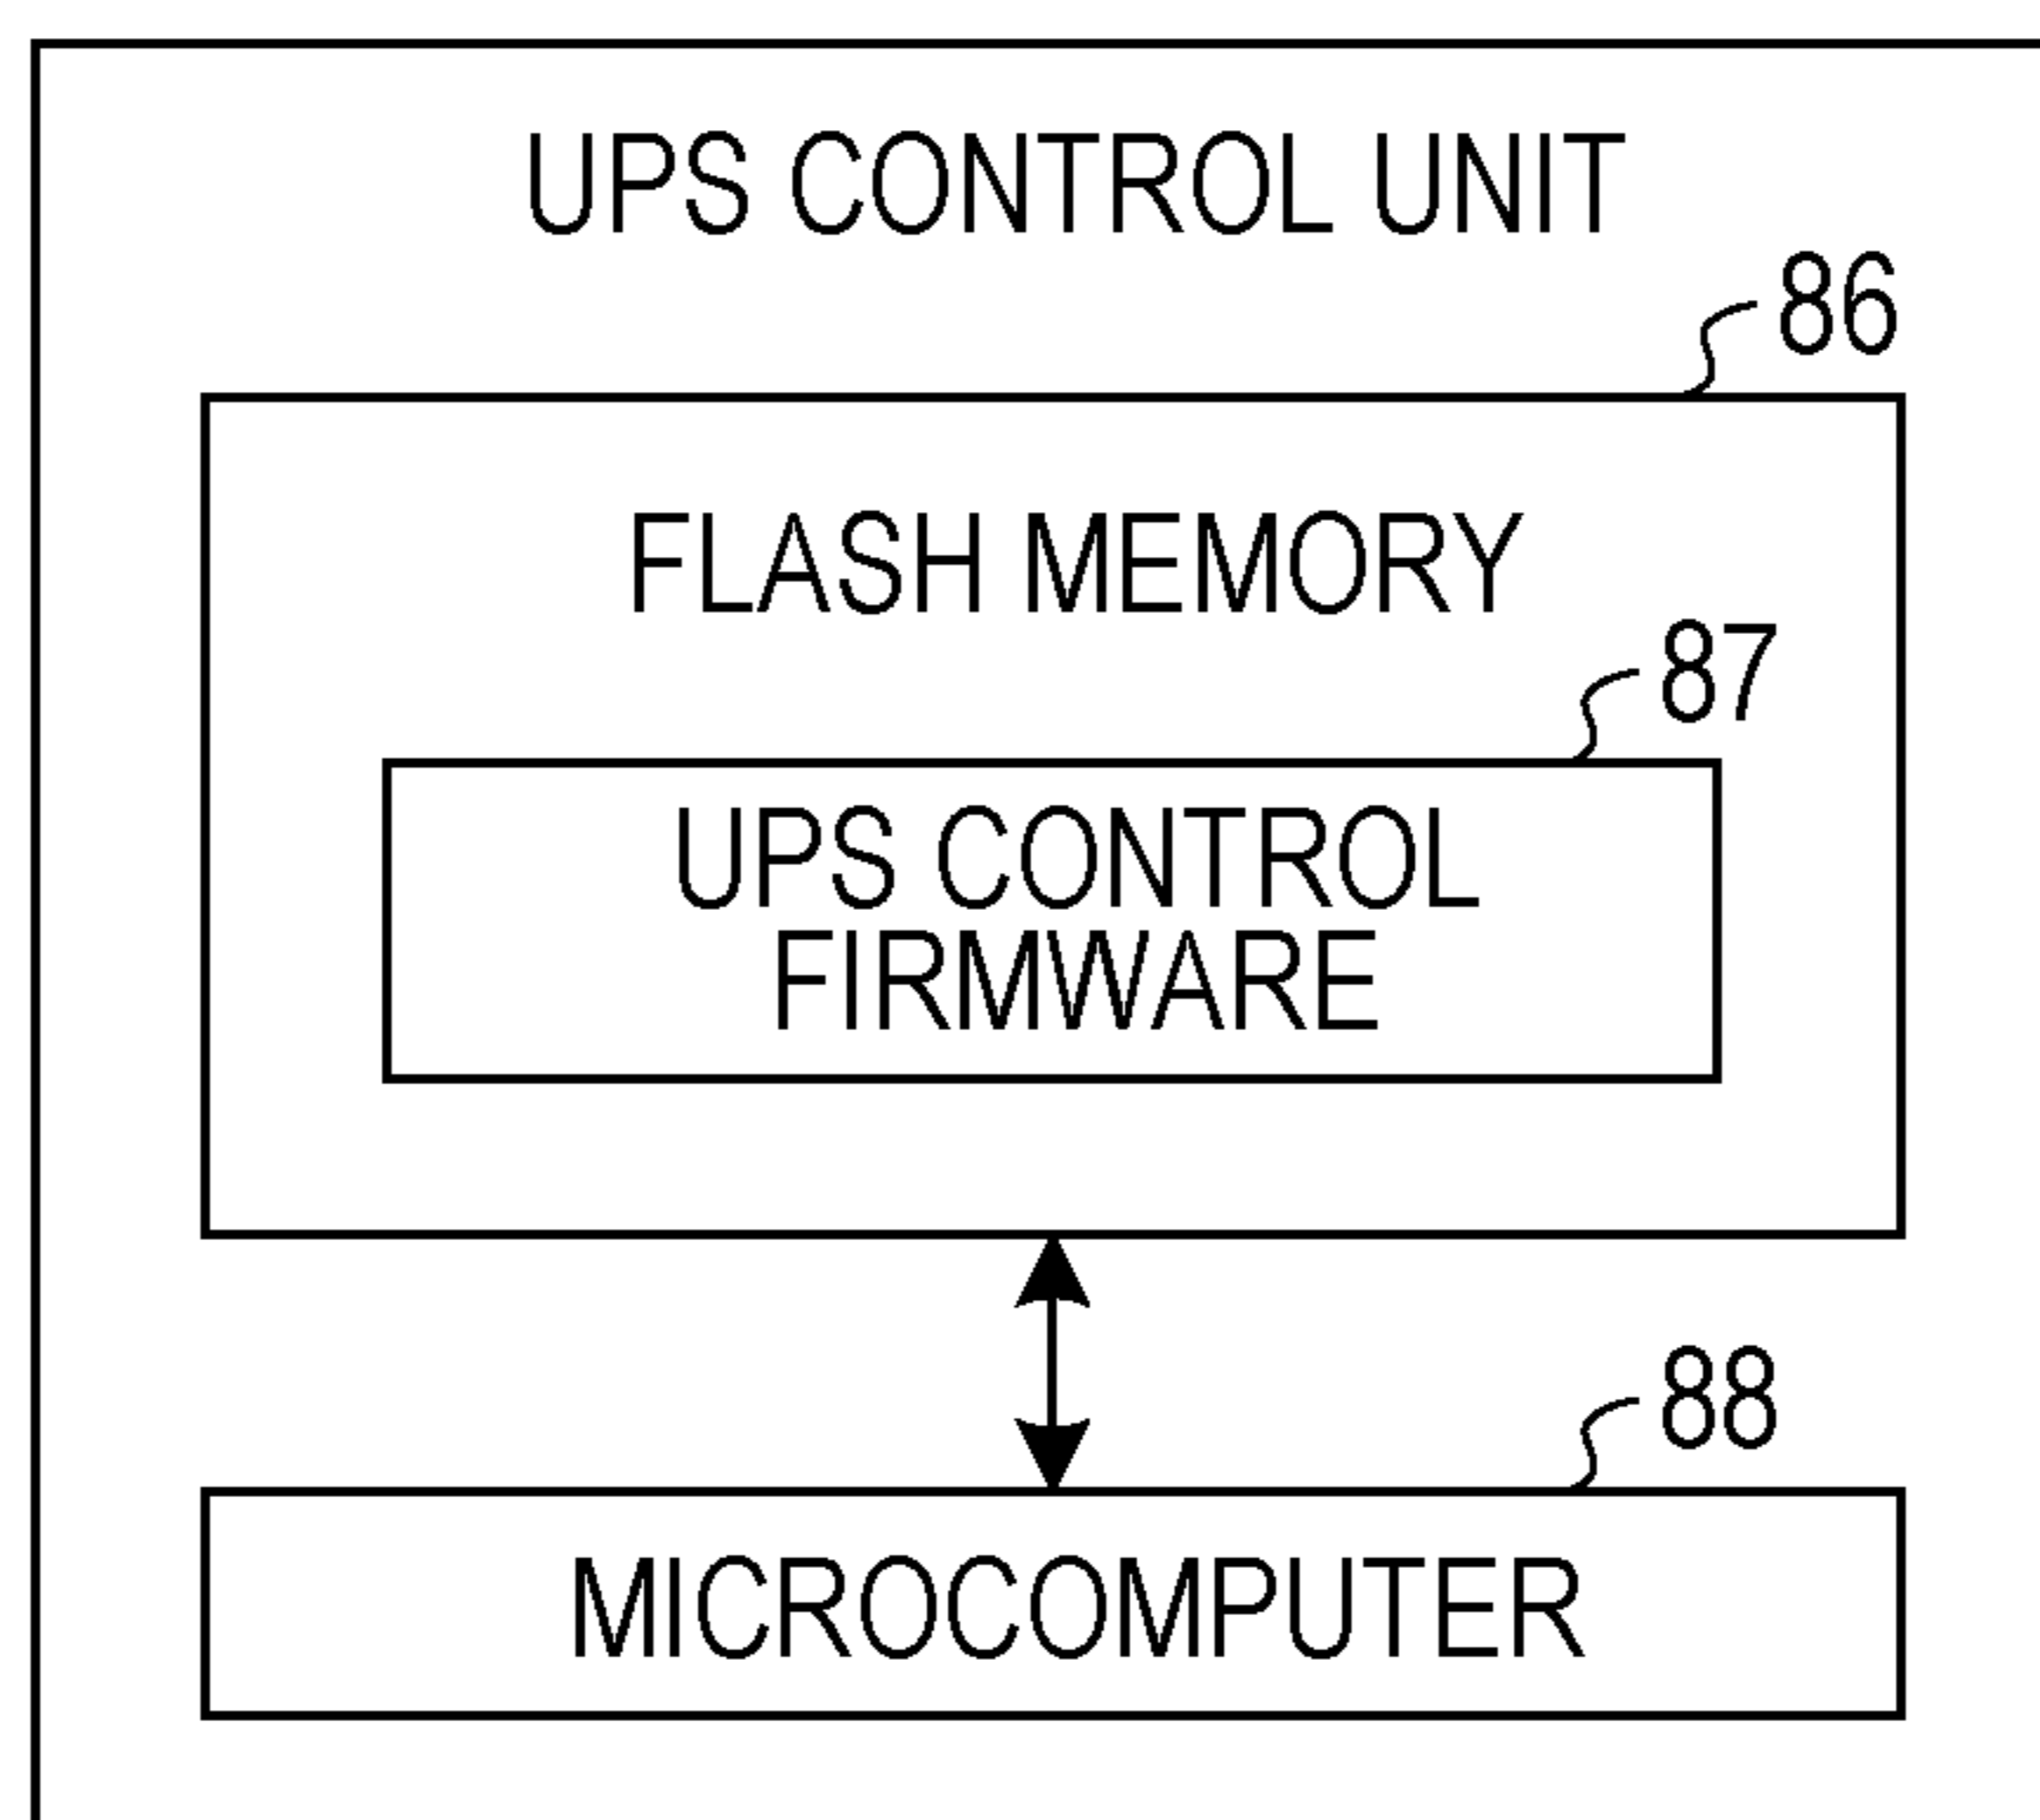 UPS CONTROL UNIT
86
FLASH MEMORY
87
UPS CONTROL
FIRMWARE
88
MICROCOMPUTER